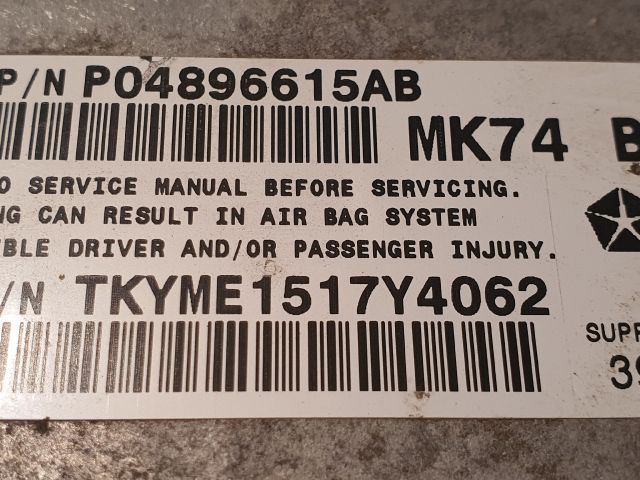 P/N P04896615AB
MK74 B
O SERVICE MANUAL BEFORE SERVICING.
NG CAN RESULT IN AIR BAG SYSTEM
BLE DRIVER AND/OR PASSENGER INJURY.
/N TKYME1517Y4062
SUPP
39